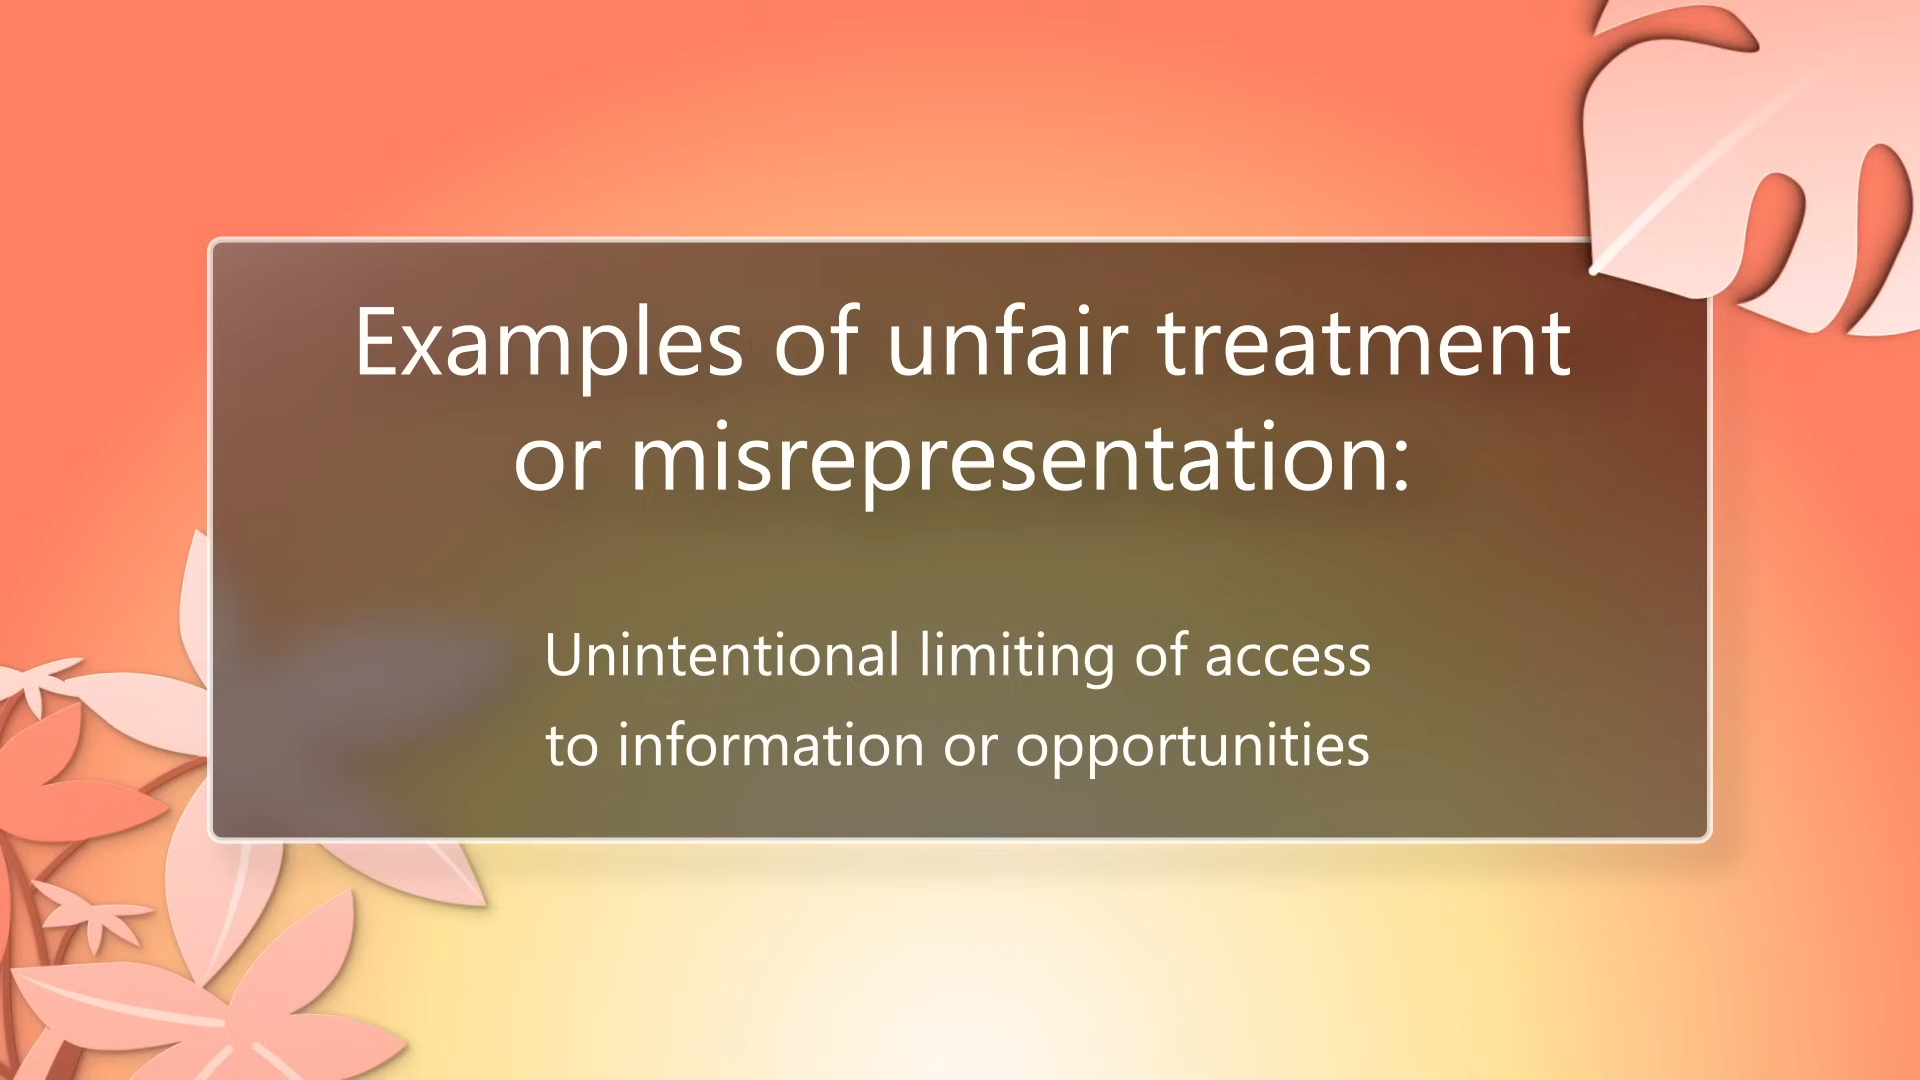 Examples of unfair treatment
or misrepresentation:
Unintentional limiting of access
to information or opportunities